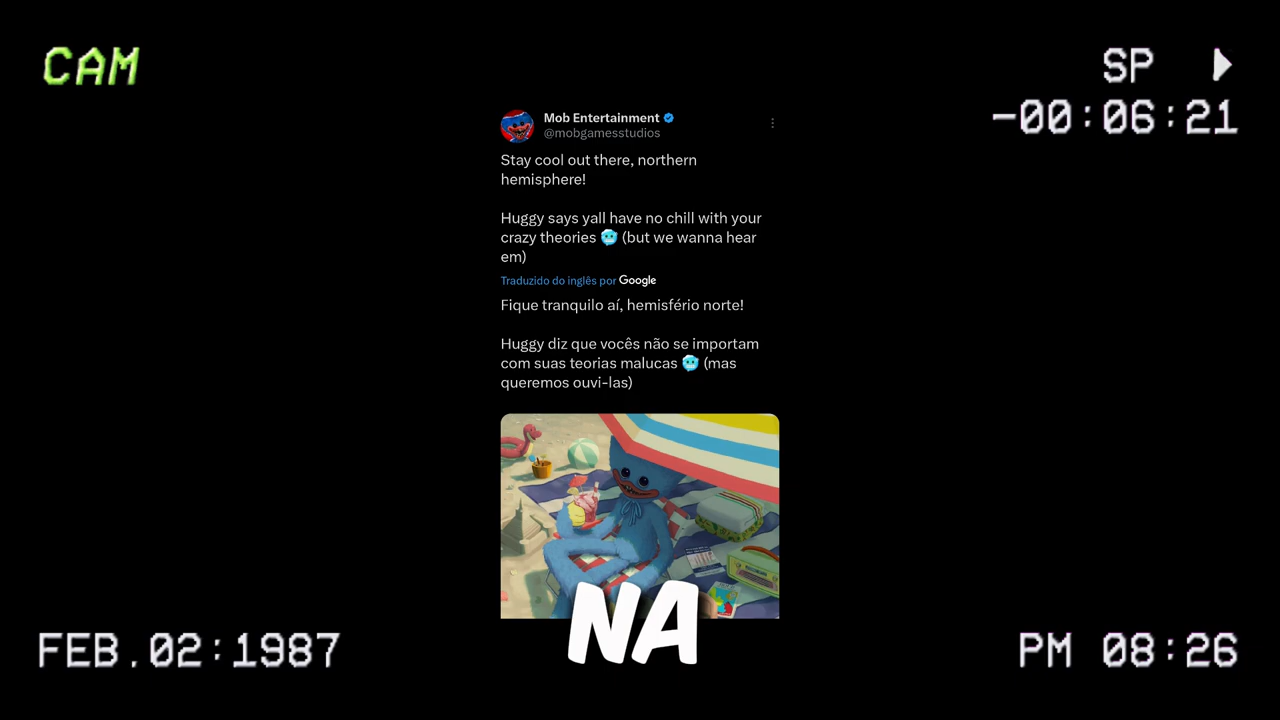 CAM
SP
-00:06:21
Mob Entertainment
@mobgamesstudios
Stay cool out there, northern
hemisphere!
Huggy says yall have no chill with your
crazy theories 🥶 (but we wanna hear
em)
Traduzido do inglês por Google
Fique tranquilo aí, hemisfério norte!
Huggy diz que vocês não se importam
com suas teorias malucas 🥶 (mas
queremos ouvi-las)
NA
FEB.02:1987
PM 08:26